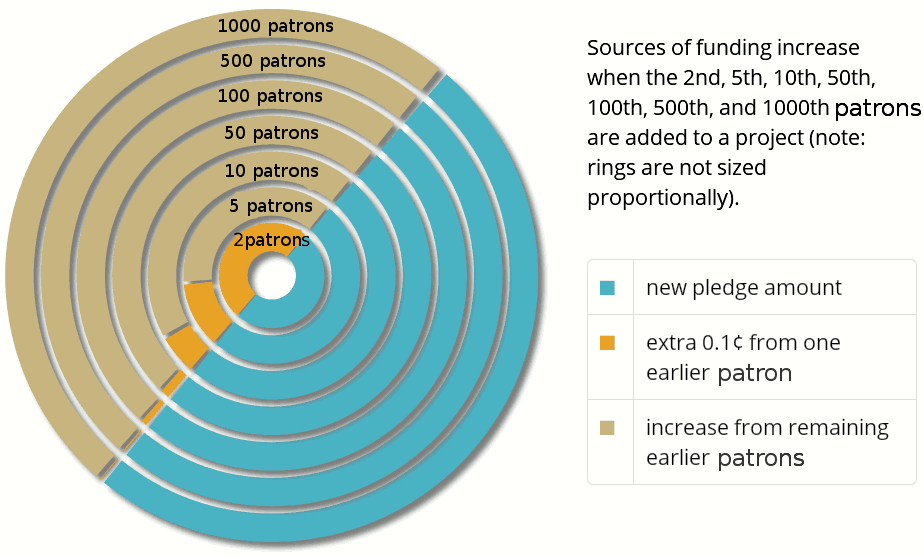 1000 patrons
500 patrons
100 patrons
50 patrons
10 patrons
5 patrons
2patrons
Sources of funding increase
when the 2nd, 5th, 10th, 50th,
100th, 500th, and 1000th patrons
are added to a project (note:
rings are not sized
proportionally).
new pledge amount
extra 0.1¢ from one
earlier patron
increase from remaining
earlier patrons